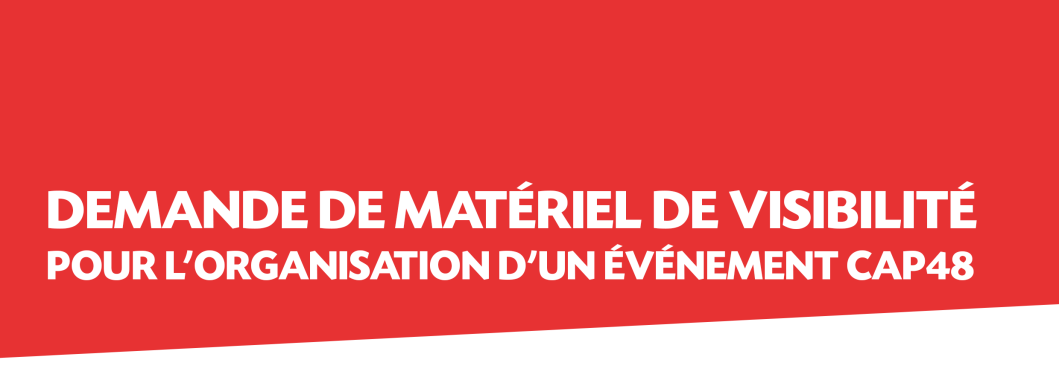 DEMANDE DE MATÉRIEL DE VISIBILITÉ
POUR L'ORGANISATION D'UN ÉVÉNEMENT CAP48